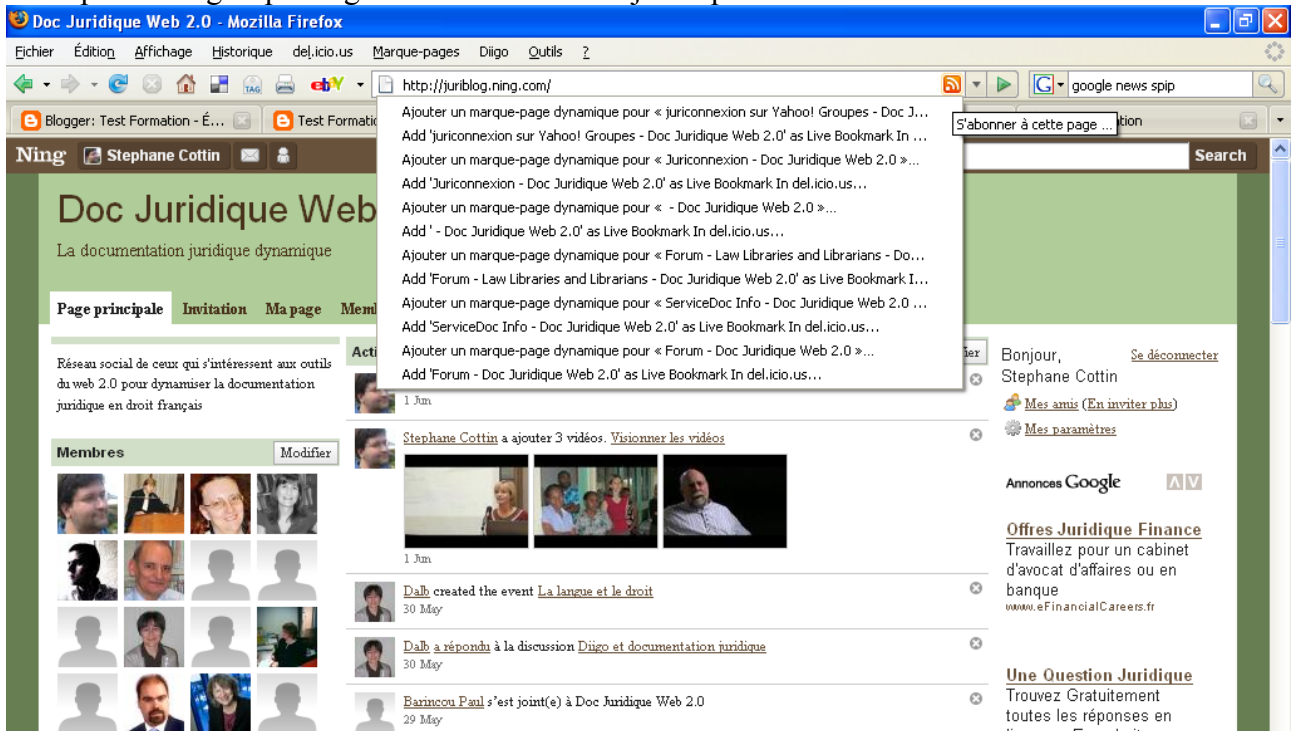 Doc Juridique Web 2.0 - Mozilla Firefox
Fichier Édition Affichage Historique del.icio.us Marque-pages Diigo Outils ?
TAG ebY http://juriblog.ning.com/ G google news spip
Blogger: Test Formation - É... Test Formatio
Ajouter un marque-page dynamique pour « juriconnexion sur Yahoo! Groupes - Doc J...
S'abonner à cette page ... tion
Add 'juriconnexion sur Yahoo! Groupes - Doc Juridique Web 2.0' as Live Bookmark In ...
Ning Stephane Cottin Search
Ajouter un marque-page dynamique pour « Juriconnexion - Doc Juridique Web 2.0 »...
Add 'Juriconnexion - Doc Juridique Web 2.0' as Live Bookmark In del.icio.us...
Ajouter un marque-page dynamique pour « - Doc Juridique Web 2.0 »...
Add ' - Doc Juridique Web 2.0' as Live Bookmark In del.icio.us...
Ajouter un marque-page dynamique pour « Forum - Law Libraries and Librarians - Do...
Add 'Forum - Law Libraries and Librarians - Doc Juridique Web 2.0' as Live Bookmark I...
Ajouter un marque-page dynamique pour « ServiceDoc Info - Doc Juridique Web 2.0 ...
Add 'ServiceDoc Info - Doc Juridique Web 2.0' as Live Bookmark In del.icio.us...
Ajouter un marque-page dynamique pour « Forum - Doc Juridique Web 2.0 »...
Add 'Forum - Doc Juridique Web 2.0' as Live Bookmark In del.icio.us...
Doc Juridique Web
La documentation juridique dynamique
Page principale Invitation Ma page Memb
Réseau social de ceux qui s'intéressent aux outils
du web 2.0 pour dynamiser la documentation
juridique en droit français
Membres Modifier
Acti ier
1 Jun
Stephane Cottin a ajouter 3 vidéos. Visionner les vidéos
1 Jun
Dalb created the event La langue et le droit
30 May
Dalb a répondu à la discussion Diigo et documentation juridique
30 May
Barincou Paul s'est joint(e) à Doc Juridique Web 2.0
29 May
Bonjour, Se déconnecter
Stephane Cottin
Mes amis (En inviter plus)
Mes paramètres
Annonces Google
Offres Juridique Finance
Travaillez pour un cabinet
d'avocat d'affaires ou en
banque
www.eFinancialCareers.fr
Une Question Juridique
Trouvez Gratuitement
toutes les réponses en